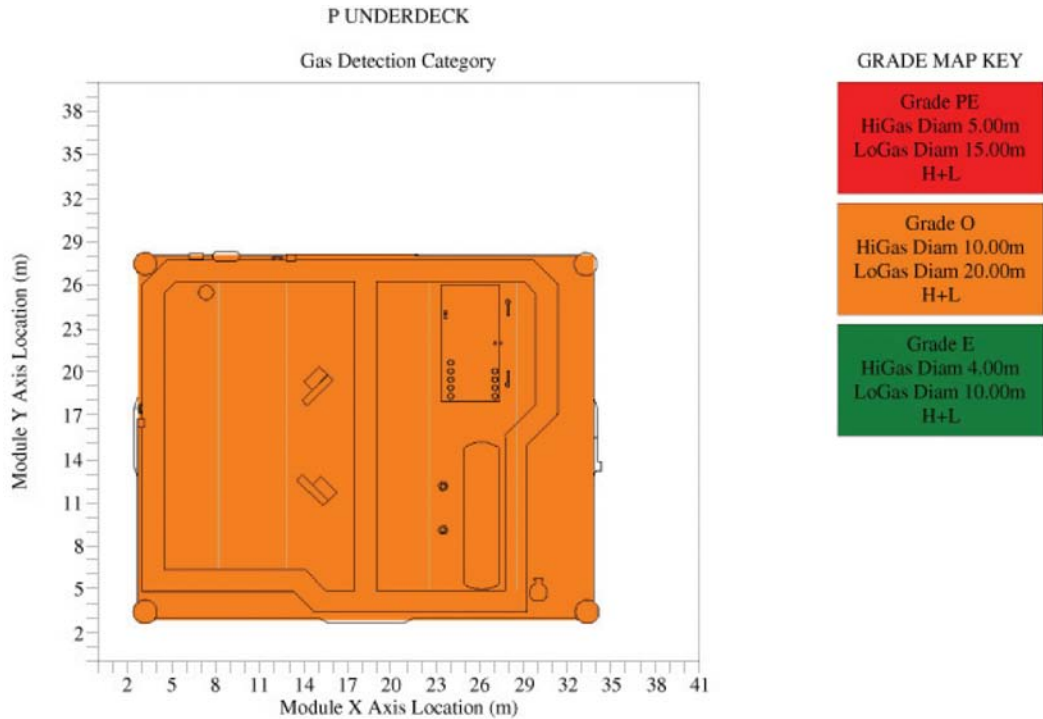 P UNDERDECK
Gas Detection Category
GRADE MAP KEY
Grade PE
HiGas Diam 5.00m
LoGas Diam 15.00m
H+L
Grade O
HiGas Diam 10.00m
LoGas Diam 20.00m
H+L
Grade E
HiGas Diam 4.00m
LoGas Diam 10.00m
H+L
Module Y Axis Location (m)
38
35
32
29
26
23
20
17
14
11
8
5
2
2 5 8 11 14 17 20 23 26 29 32 35 38 41
Module X Axis Location (m)